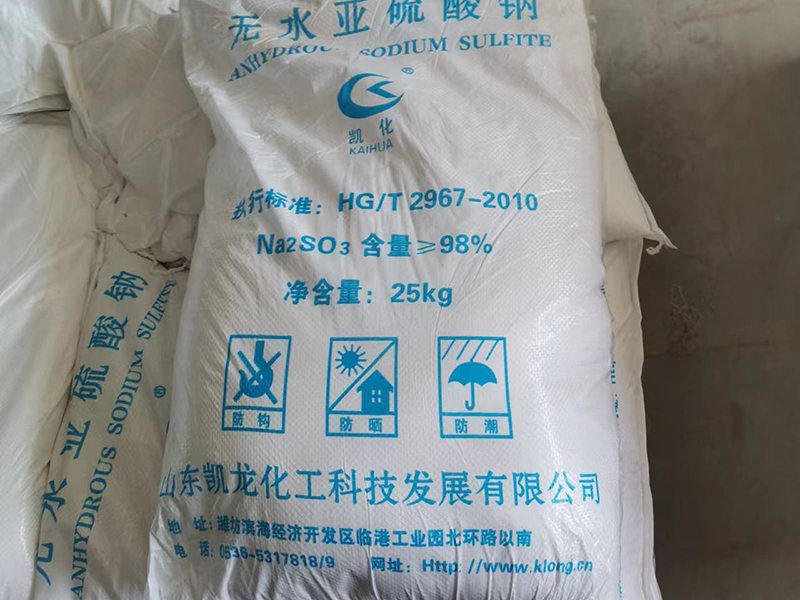 无水亚硫酸钠
ANHYDROUS SODIUM SULFITE
®
凯化
KAIHUA
执行标准：HG/T 2967-2010
Na2SO3 含量≥98%
净含量：25kg
防钩
防晒
防潮
山东凯龙化工科技发展有限公司
地 址：潍坊滨海经济开发区临港工业园北环路以南
电 话：0536-5317818/9 网址：Http://www.klong.cn
无水亚硫酸钠
ANHYDROUS SODIUM SULFITE
®